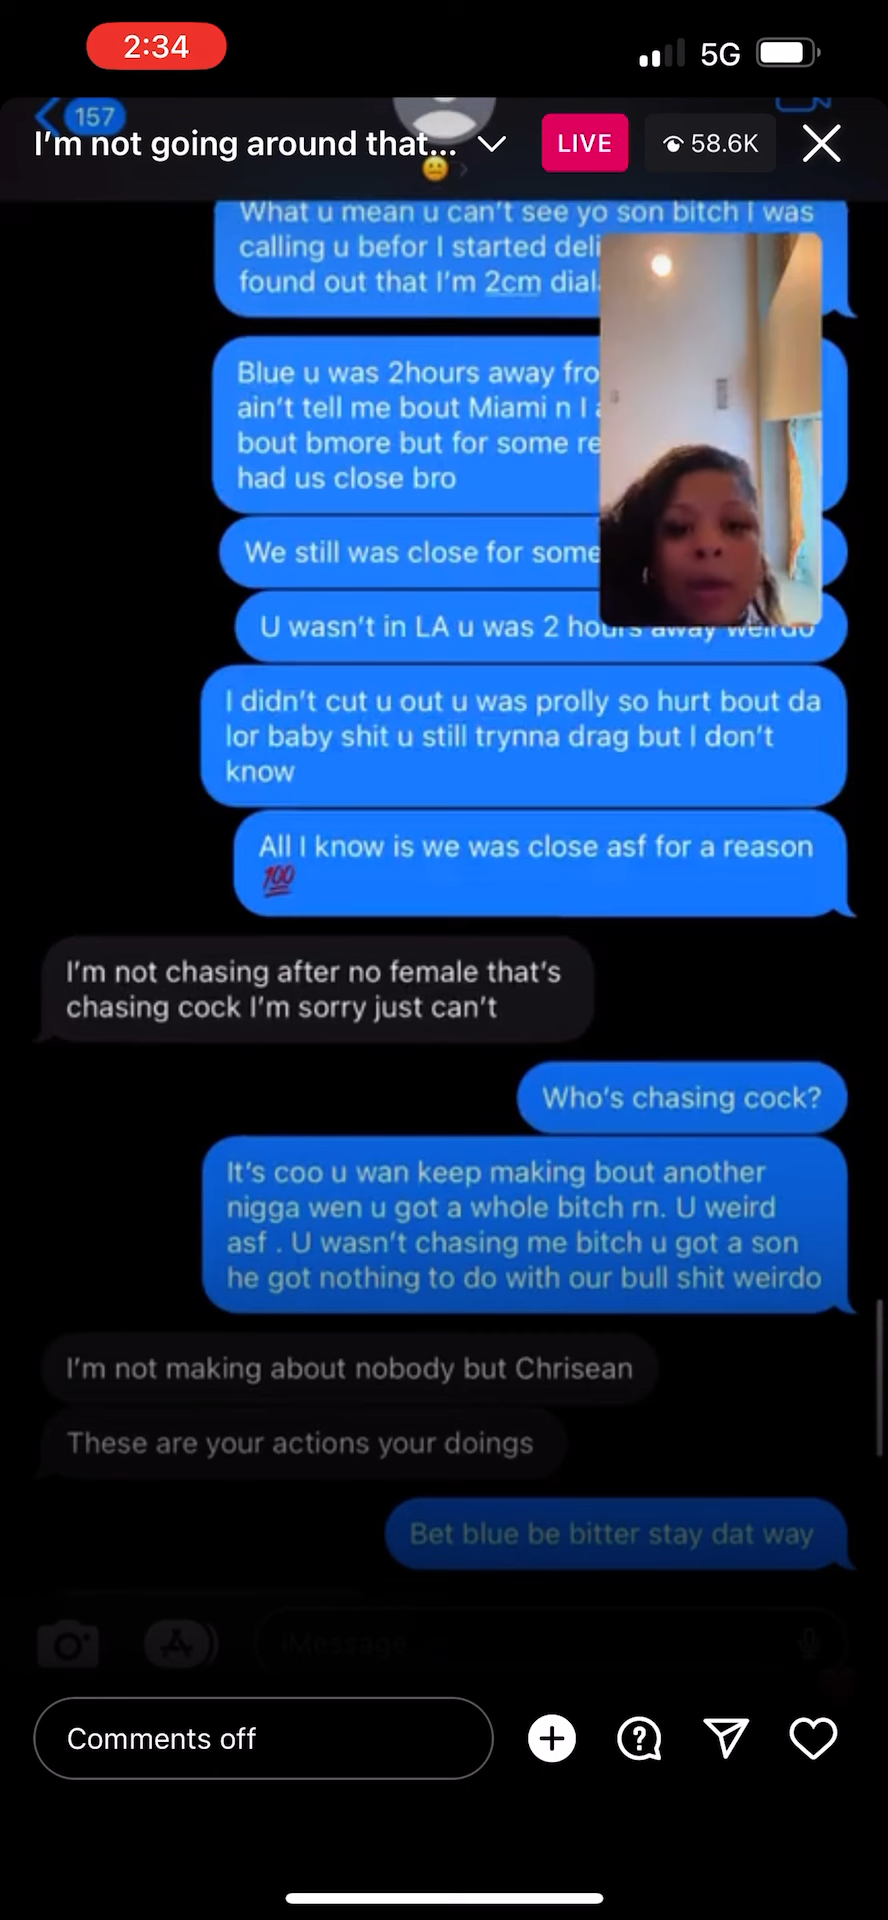 2:34
5G
157
I'm not going around that...
LIVE
58.6K
What u mean u can't see yo son bitch I was
calling u befor I started deli
found out that I'm 2cm dial
Blue u was 2hours away fro
ain't tell me bout Miami n I
bout bmore but for some re
had us close bro
We still was close for some
U wasn't in LA u was 2 hours away weirdo
I didn't cut u out u was prolly so hurt bout da
lor baby shit u still trynna drag but I don't
know
All I know is we was close asf for a reason
💯
I'm not chasing after no female that's
chasing cock I'm sorry just can't
Who's chasing cock?
It's coo u wan keep making bout another
nigga wen u got a whole bitch rn. U weird
asf . U wasn't chasing me bitch u got a son
he got nothing to do with our bull shit weirdo
I'm not making about nobody but Chrisean
These are your actions your doings
Bet blue be bitter stay dat way
iMessage
Comments off